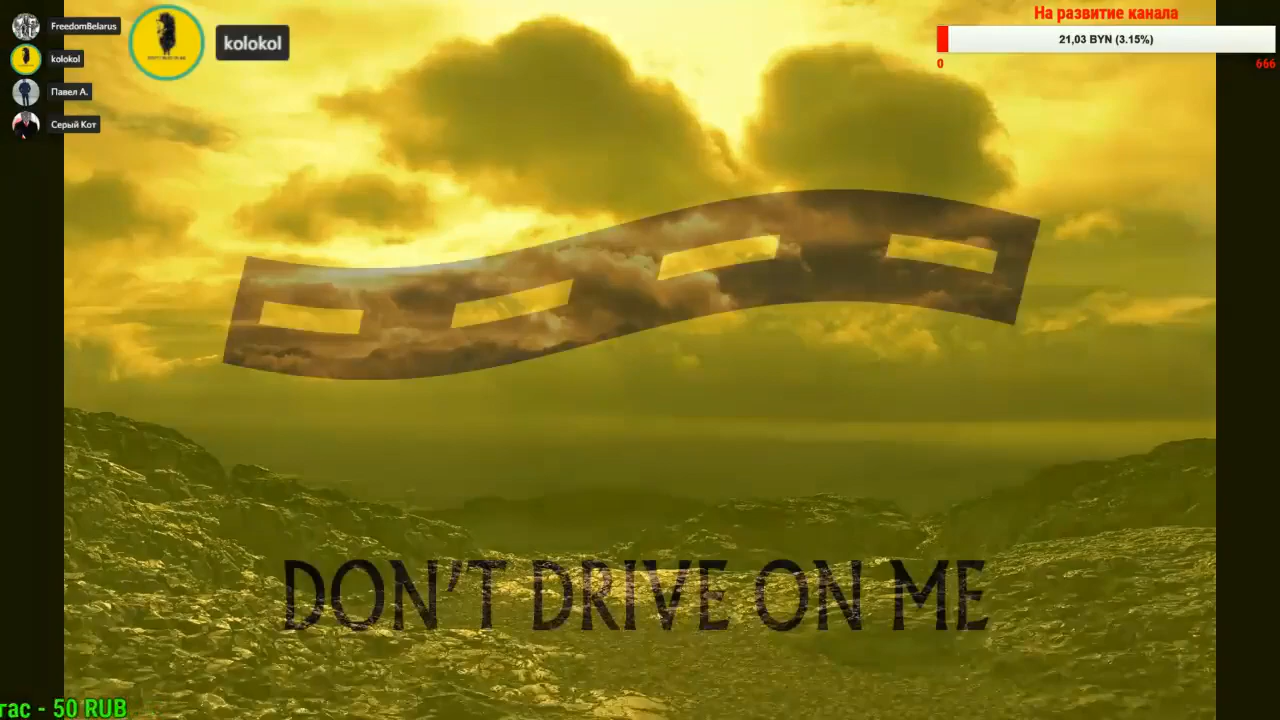 FreedomBelarus
kolokol
Павел А.
Серый Кот
kolokol
На развитие канала
21,03 BYN (3.15%)
0
666
DON'T DRIVE ON ME
гас - 50 RUB